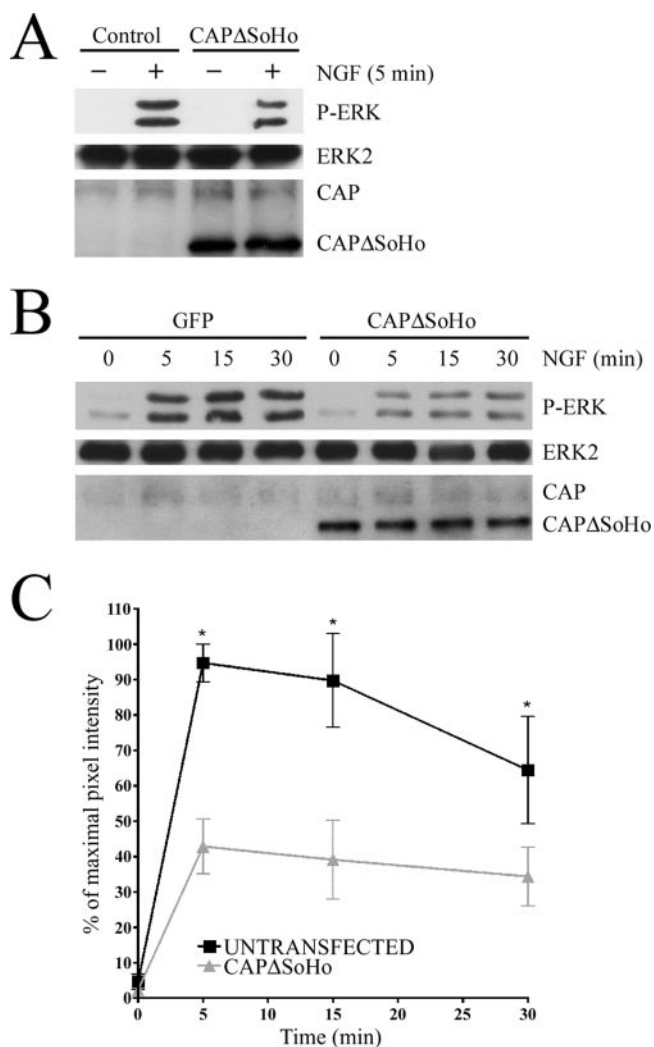 A
Control CAPΔSoHo
− + − + NGF (5 min)
P-ERK
ERK2
CAP
CAPΔSoHo
B
GFP CAPΔSoHo
0 5 15 30 0 5 15 30 NGF (min)
P-ERK
ERK2
CAP
CAPΔSoHo
C
110
100
90
80
70
60
50
40
30
20
10
0
% of maximal pixel intensity
* * *
UNTRANSFECTED
CAPΔSoHo
0 5 10 15 20 25 30
Time (min)